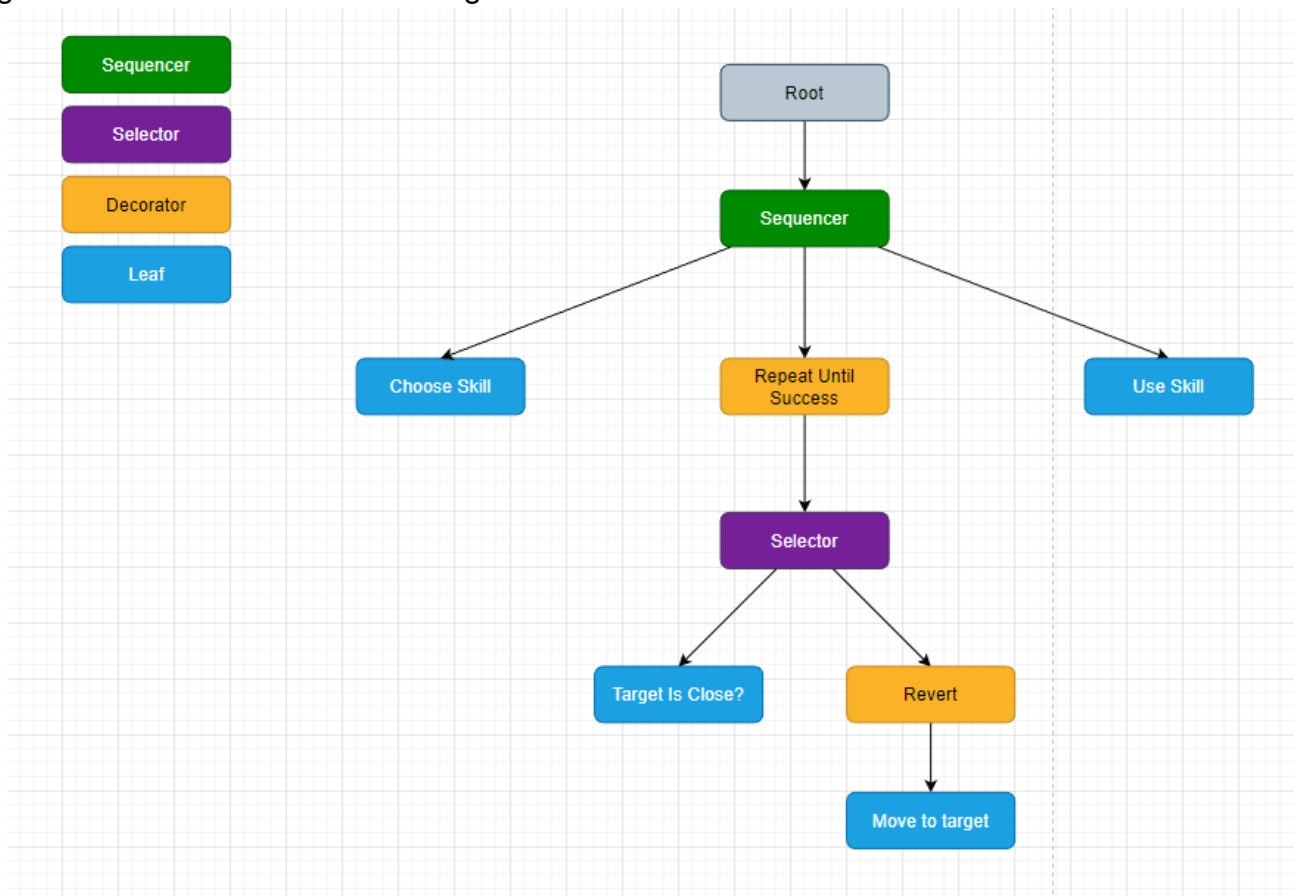 Sequencer
Selector
Decorator
Leaf
Root
Sequencer
Choose Skill
Repeat Until
Success
Use Skill
Selector
Target Is Close?
Revert
Move to target